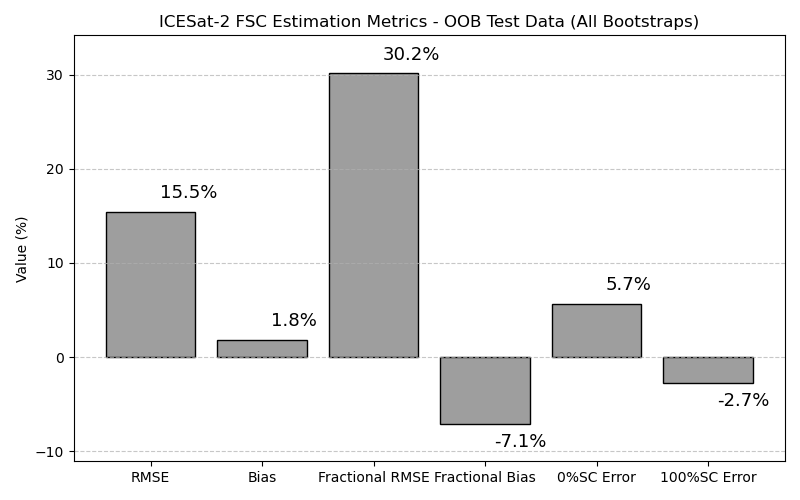 ICESat-2 FSC Estimation Metrics - OOB Test Data (All Bootstraps)
Value (%)
30
20
10
0
−10
15.5%
1.8%
30.2%
-7.1%
5.7%
-2.7%
RMSE
Bias
Fractional RMSE
Fractional Bias
0%SC Error
100%SC Error